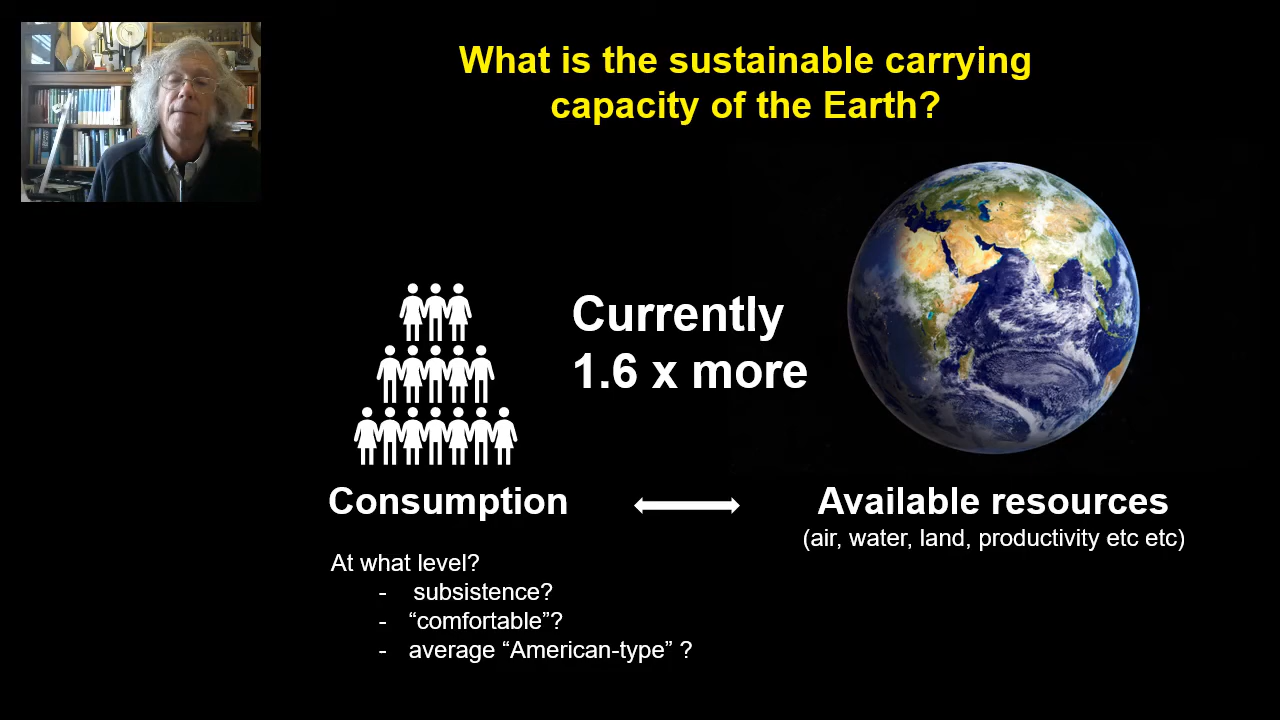 What is the sustainable carrying
capacity of the Earth?
Currently
1.6 x more
Consumption
Available resources
(air, water, land, productivity etc etc)
At what level?
- subsistence?
- “comfortable”?
- average “American-type” ?